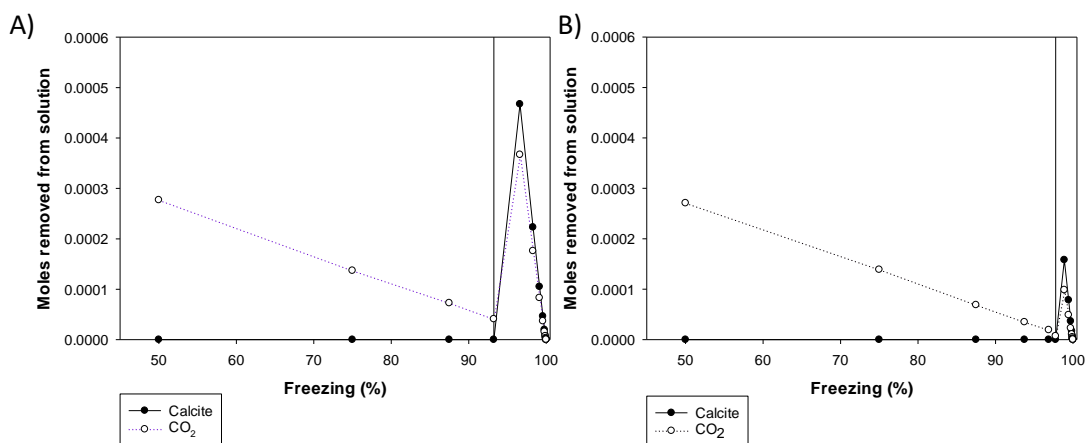 A)
Moles removed from solution
0.0006
0.0005
0.0004
0.0003
0.0002
0.0001
0.0000
50 60 70 80 90 100
Freezing (%)
Calcite
CO2
B)
Moles removed from solution
0.0006
0.0005
0.0004
0.0003
0.0002
0.0001
0.0000
50 60 70 80 90 100
Freezing (%)
Calcite
CO2